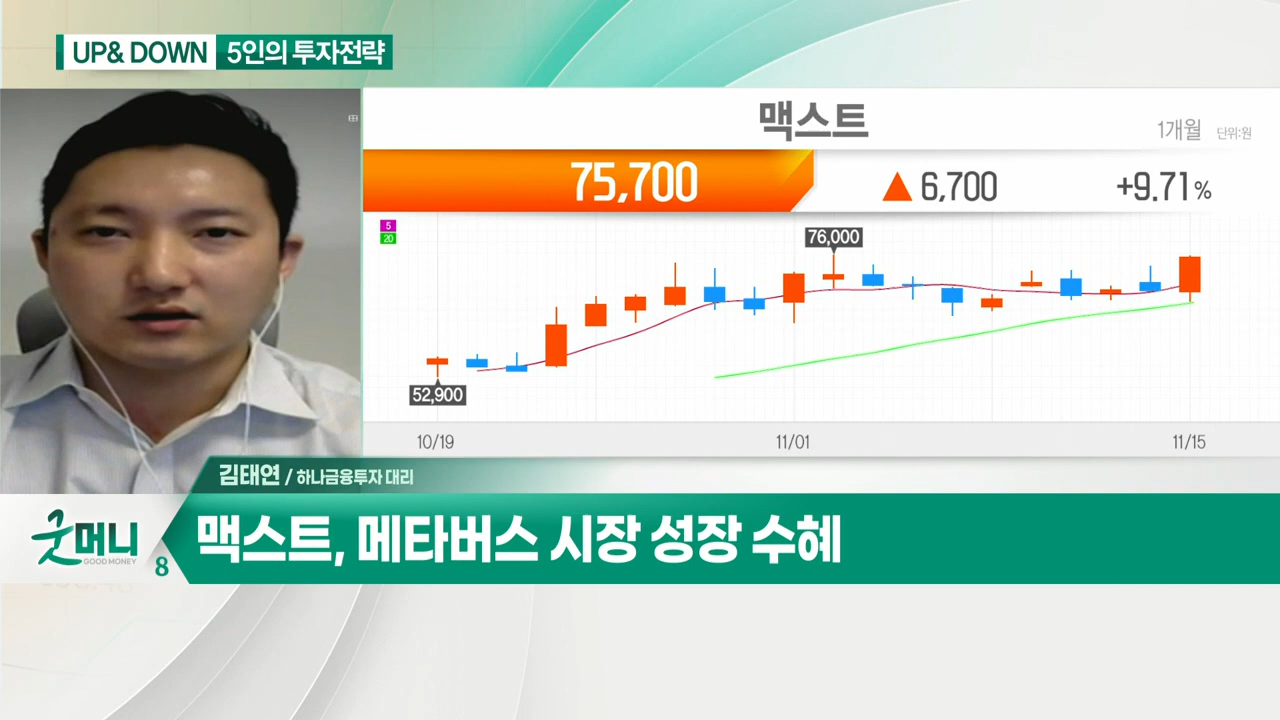 UP& DOWN 5인의 투자전략
맥스트
1개월 단위:원
75,700 ▲ 6,700 +9.71%
5
20
76,000
52,900
10/19 11/01 11/15
김태연 / 하나금융투자 대리
굿머니
GOOD MONEY
8
맥스트, 메타버스 시장 성장 수혜